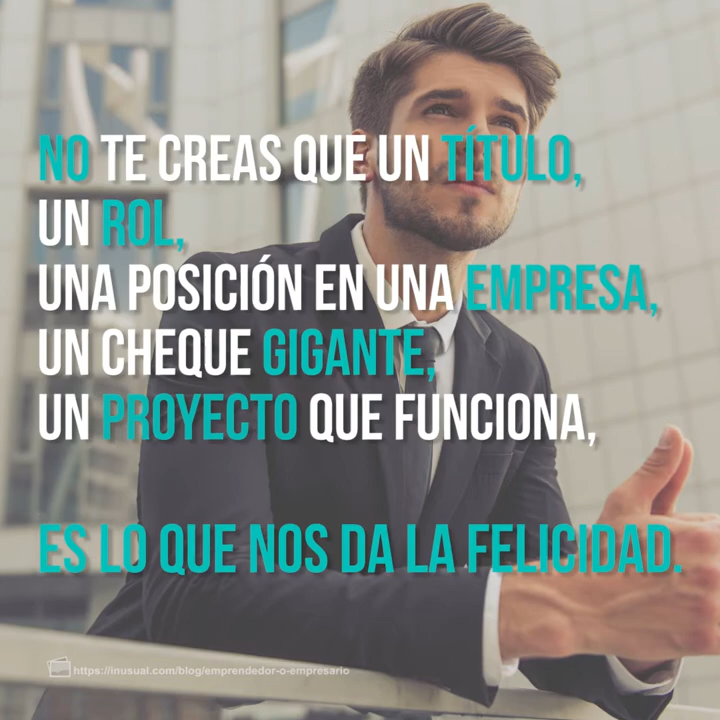 NO TE CREAS QUE UN TÍTULO,
UN ROL,
UNA POSICIÓN EN UNA EMPRESA,
UN CHEQUE GIGANTE,
UN PROYECTO QUE FUNCIONA,
ES LO QUE NOS DA LA FELICIDAD.
https://inusual.com/blog/emprendedor-o-empresario